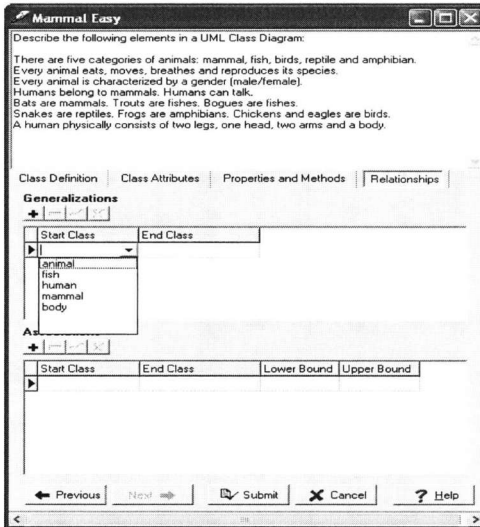 Mammal Easy
Describe the following elements in a UML Class Diagram:
There are five categories of animals: mammal, fish, birds, reptile and amphibian.
Every animal eats, moves, breathes and reproduces its species.
Every animal is characterized by a gender (male/female).
Humans belong to mammals. Humans can talk.
Bats are mammals. Trouts are fishes. Bogues are fishes.
Snakes are reptiles. Frogs are amphibians. Chickens and eagles are birds.
A human physically consists of two legs, one head, two arms and a body.
Class Definition Class Attributes Properties and Methods Relationships
Generalizations
Start Class End Class
animal
fish
human
mammal
body
Start Class End Class Lower Bound Upper Bound
Previous Next Submit Cancel ? Help